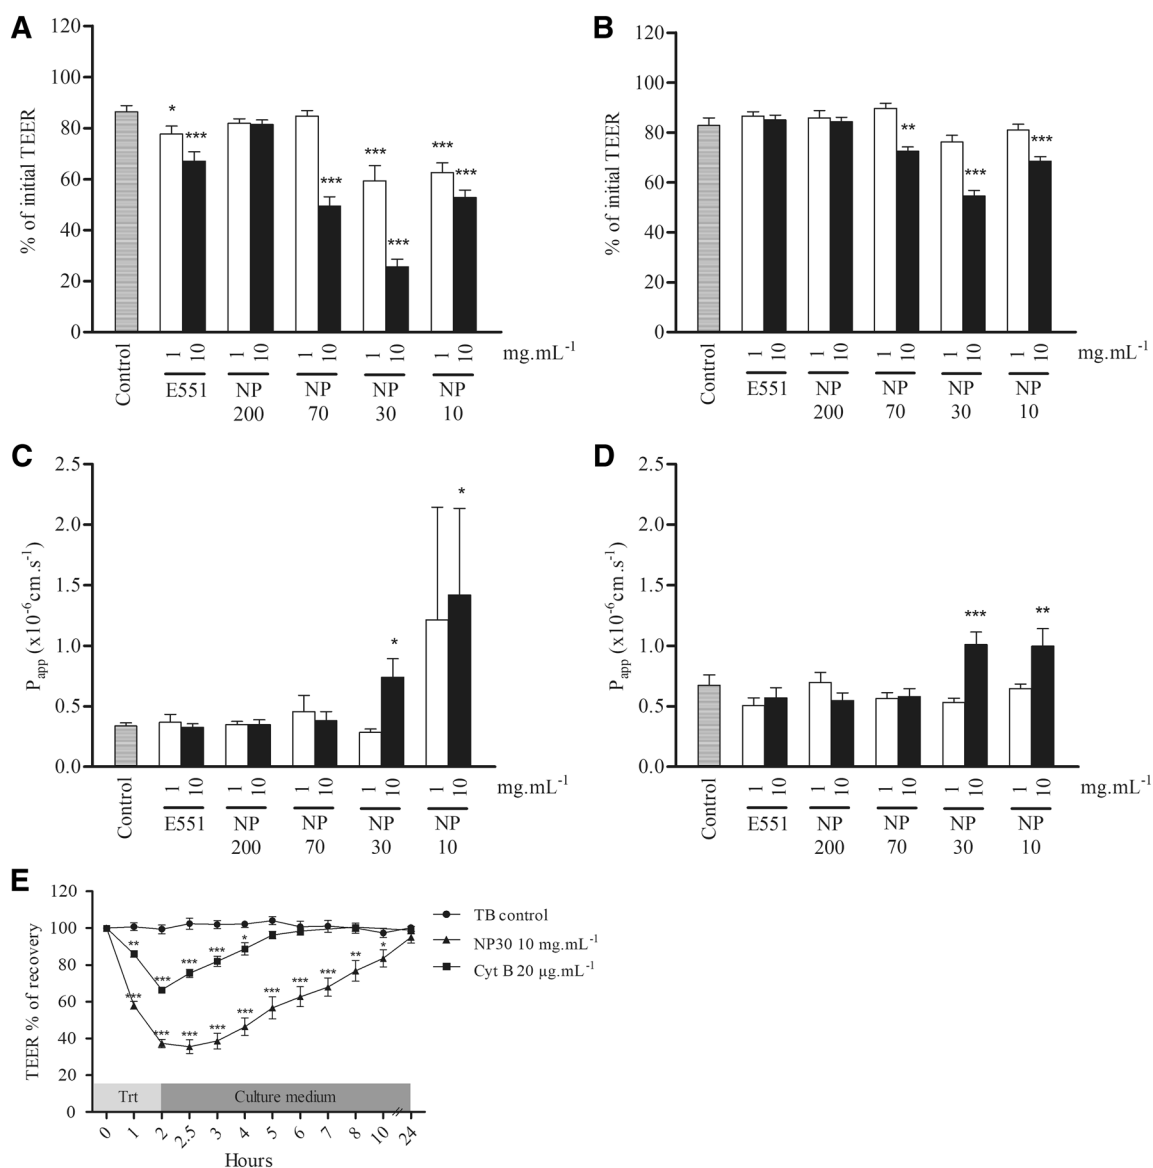 A
120
100
80
60
40
20
0
% of initial TEER
* *** *** *** *** *** ***
Control
1 10 1 10 1 10 1 10 1 10 mg.mL-1
E551 NP NP NP NP
200 70 30 10
B
120
100
80
60
40
20
0
% of initial TEER
** *** ***
Control
1 10 1 10 1 10 1 10 1 10 mg.mL-1
E551 NP NP NP NP
200 70 30 10
C
2.5
2.0
1.5
1.0
0.5
0.0
Papp (x10-6cm.s-1)
* *
Control
1 10 1 10 1 10 1 10 1 10 mg.mL-1
E551 NP NP NP NP
200 70 30 10
D
2.5
2.0
1.5
1.0
0.5
0.0
Papp (x10-6cm.s-1)
*** **
Control
1 10 1 10 1 10 1 10 1 10 mg.mL-1
E551 NP NP NP NP
200 70 30 10
E
120
100
80
60
40
20
0
TEER % of recovery
** *** *** *** *
*** *** *** *** *** *** *** *** ** *
Trt Culture medium
0 1 2 2.5 3 4 5 6 7 8 10 24
Hours
TB control
NP30 10 mg.mL-1
Cyt B 20 µg.mL-1